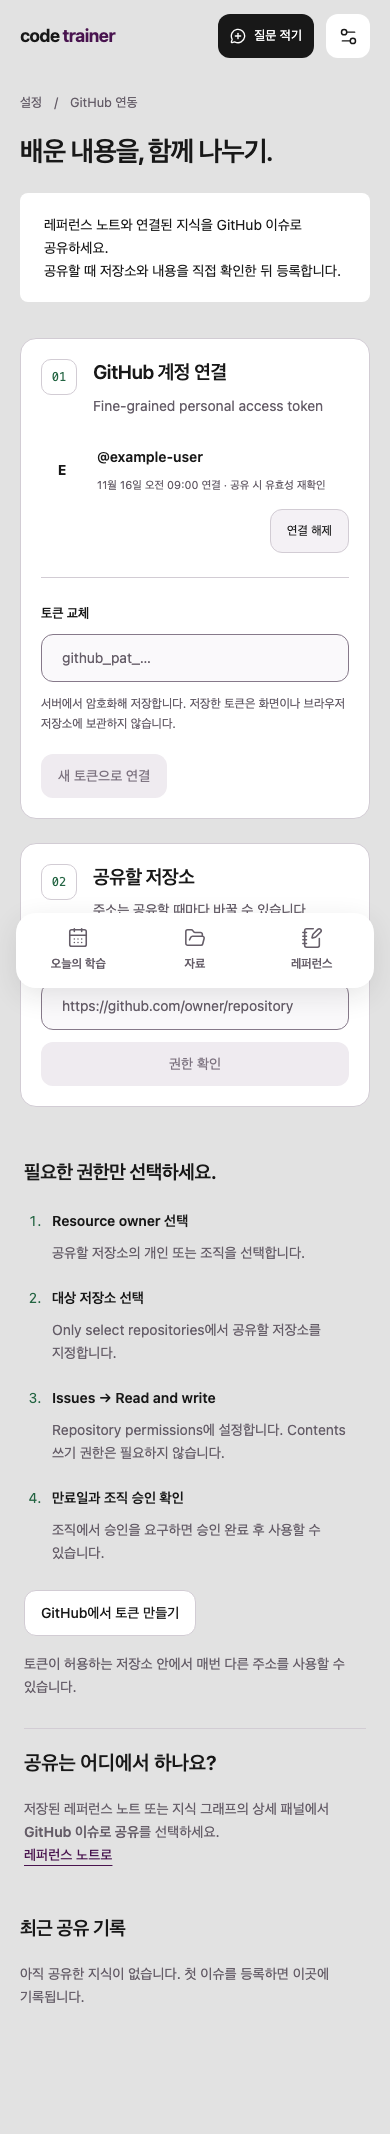 code trainer
질문 적기
설정 / GitHub 연동
배운 내용을, 함께 나누기.
레퍼런스 노트와 연결된 지식을 GitHub 이슈로
공유하세요.
공유할 때 저장소와 내용을 직접 확인한 뒤 등록합니다.
01
GitHub 계정 연결
Fine-grained personal access token
E
@example-user
11월 16일 오전 09:00 연결 · 공유 시 유효성 재확인
연결 해제
토큰 교체
github_pat_...
서버에서 암호화해 저장합니다. 저장한 토큰은 화면이나 브라우저
저장소에 보관하지 않습니다.
새 토큰으로 연결
02
공유할 저장소
주소는 공유할 때마다 바꿀 수 있습니다
오늘의 학습
자료
레퍼런스
https://github.com/owner/repository
권한 확인
필요한 권한만 선택하세요.
1. Resource owner 선택
공유할 저장소의 개인 또는 조직을 선택합니다.
2. 대상 저장소 선택
Only select repositories에서 공유할 저장소를
지정합니다.
3. Issues → Read and write
Repository permissions에 설정합니다. Contents
쓰기 권한은 필요하지 않습니다.
4. 만료일과 조직 승인 확인
조직에서 승인을 요구하면 승인 완료 후 사용할 수
있습니다.
GitHub에서 토큰 만들기
토큰이 허용하는 저장소 안에서 매번 다른 주소를 사용할 수
있습니다.
공유는 어디에서 하나요?
저장된 레퍼런스 노트 또는 지식 그래프의 상세 패널에서
GitHub 이슈로 공유를 선택하세요.
레퍼런스 노트로
최근 공유 기록
아직 공유한 지식이 없습니다. 첫 이슈를 등록하면 이곳에
기록됩니다.